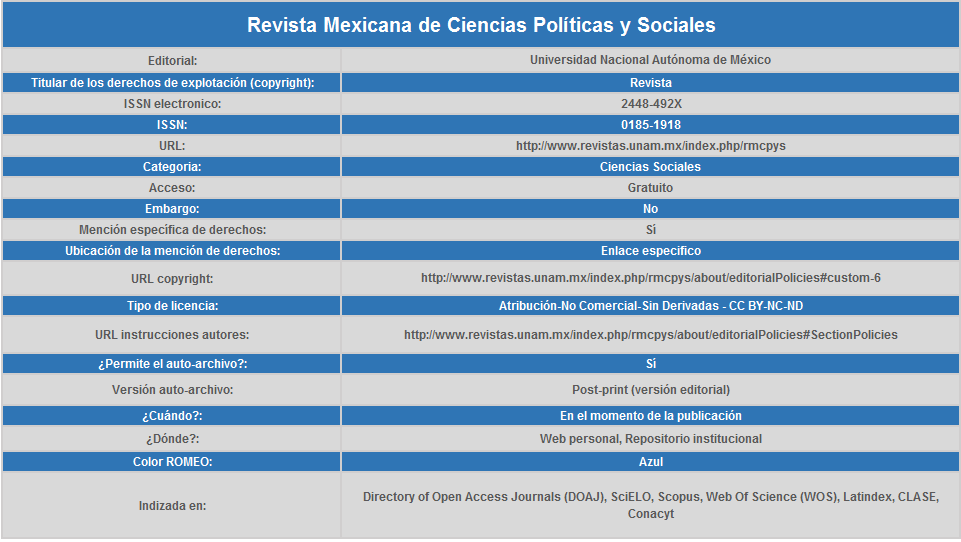 Revista Mexicana de Ciencias Políticas y Sociales
Editorial: Universidad Nacional Autónoma de México
Titular de los derechos de explotación (copyright): Revista
ISSN electronico: 2448-492X
ISSN: 0185-1918
URL: http://www.revistas.unam.mx/index.php/rmcpys
Categoria: Ciencias Sociales
Acceso: Gratuito
Embargo: No
Mención específica de derechos: Sí
Ubicación de la mención de derechos: Enlace especifico
URL copyright: http://www.revistas.unam.mx/index.php/rmcpys/about/editorialPolicies#custom-6
Tipo de licencia: Atribución-No Comercial-Sin Derivadas - CC BY-NC-ND
URL instrucciones autores: http://www.revistas.unam.mx/index.php/rmcpys/about/editorialPolicies#SectionPolicies
¿Permite el auto-archivo?: Sí
Versión auto-archivo: Post-print (versión editorial)
¿Cuándo?: En el momento de la publicación
¿Dónde?: Web personal, Repositorio institucional
Color ROMEO: Azul
Indizada en: Directory of Open Access Journals (DOAJ), SciELO, Scopus, Web Of Science (WOS), Latindex, CLASE,
Conacyt